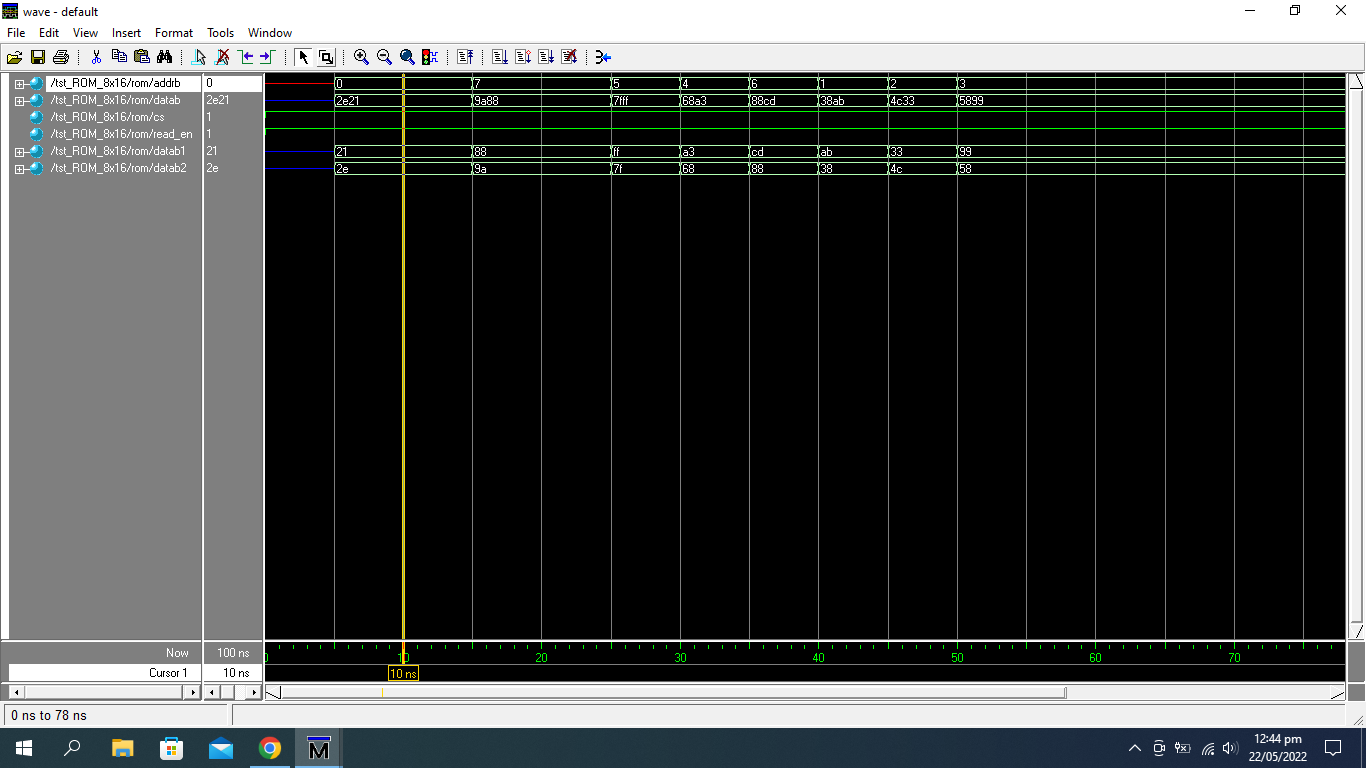 wave - default
File Edit View Insert Format Tools Window
/tst_ROM_8x16/rom/addrb 0 0 7 5 4 6 1 2 3
/tst_ROM_8x16/rom/datab 2e21 2e21 9a88 7fff 68a3 88cd 38ab 4c33 5899
/tst_ROM_8x16/rom/cs 1
/tst_ROM_8x16/rom/read_en 1
/tst_ROM_8x16/rom/datab1 21 21 88 ff a3 cd ab 33 99
/tst_ROM_8x16/rom/datab2 2e 2e 9a 7f 68 88 38 4c 58
Now 100 ns 0 10 20 30 40 50 60 70
Cursor 1 10 ns 10 ns
0 ns to 78 ns
M
12:44 pm
22/05/2022